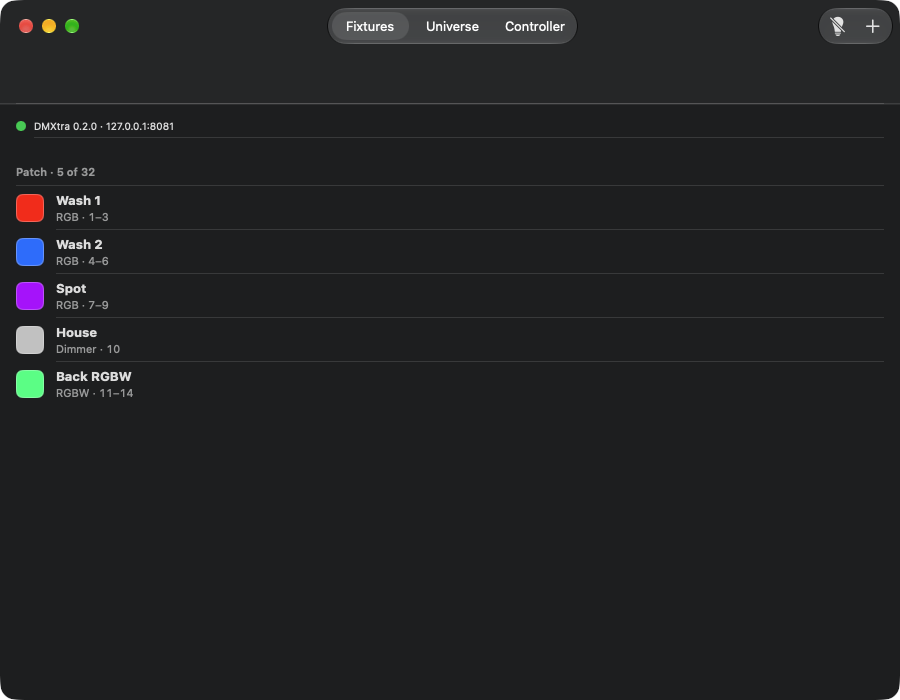 Fixtures Universe Controller
DMXtra 0.2.0 · 127.0.0.1:8081
Patch · 5 of 32
Wash 1
RGB · 1–3
Wash 2
RGB · 4–6
Spot
RGB · 7–9
House
Dimmer · 10
Back RGBW
RGBW · 11–14